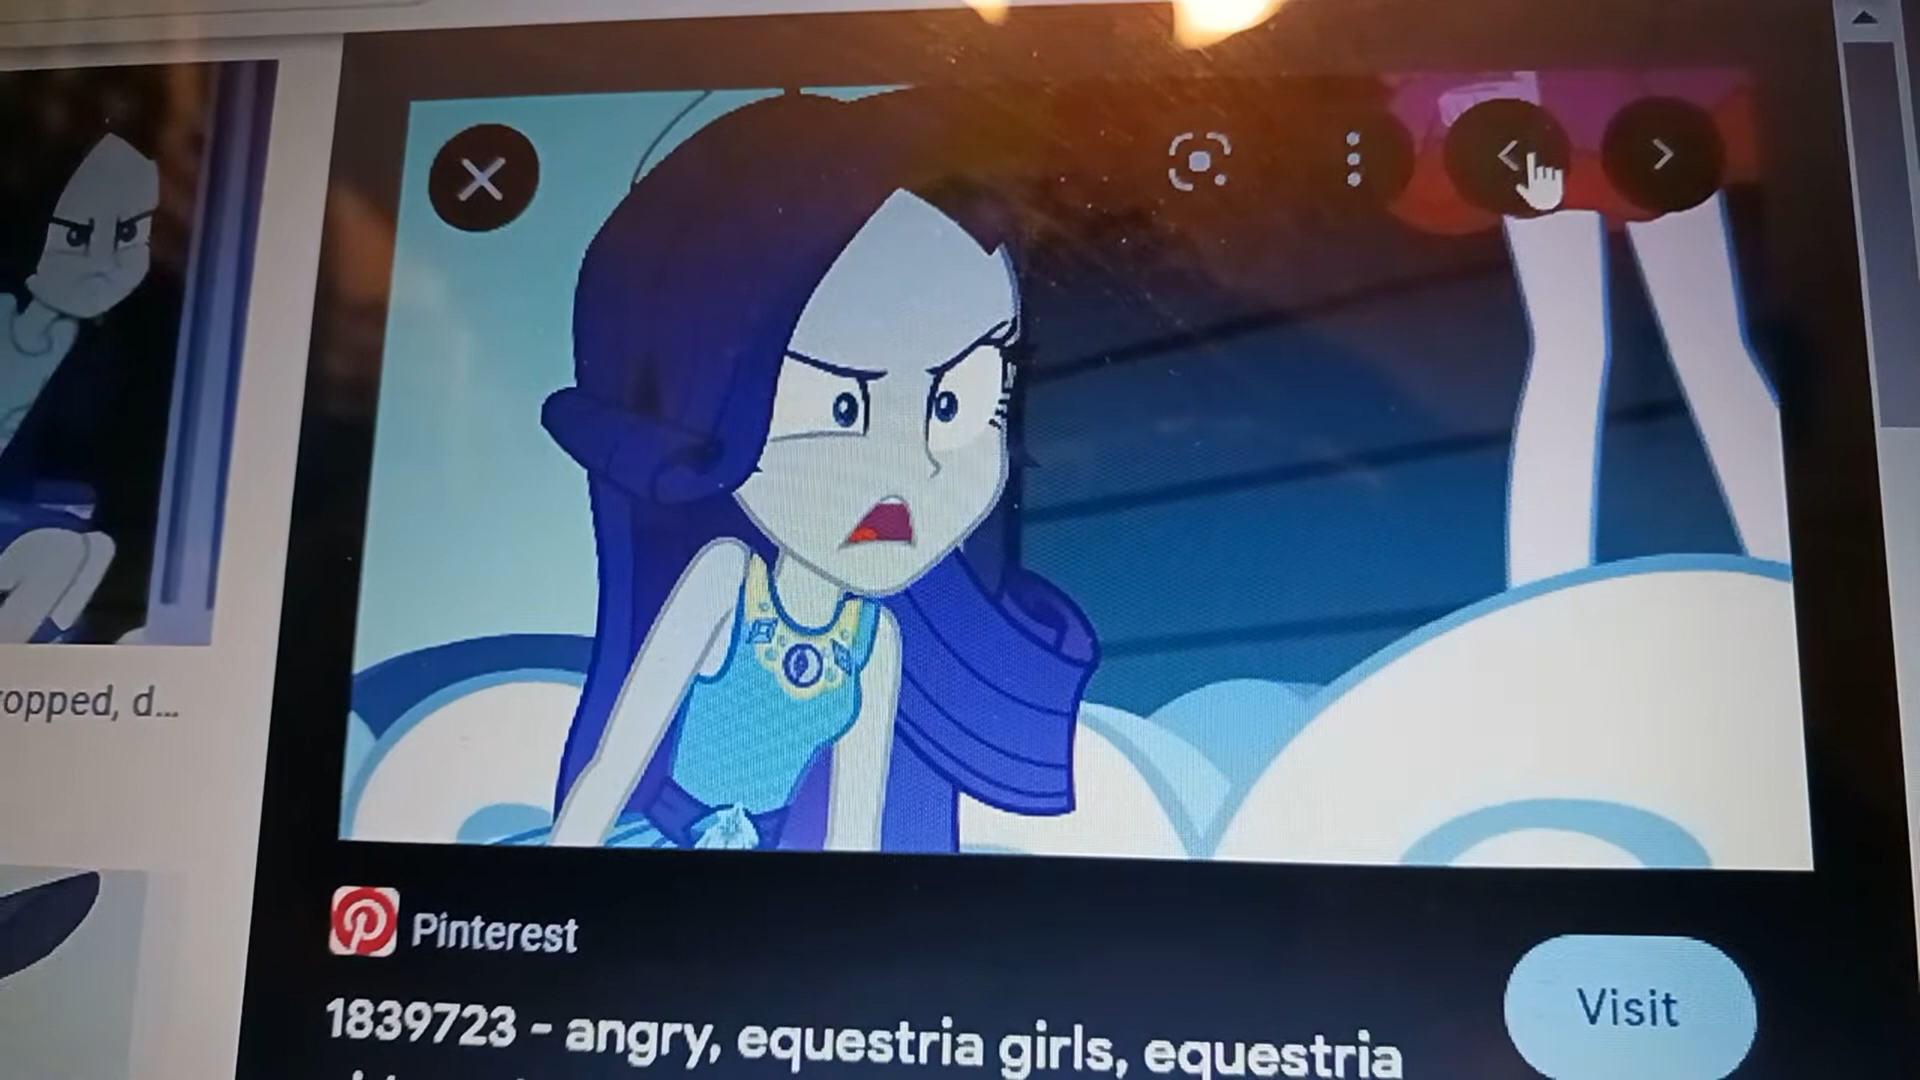 ropped, d...
Pinterest
1839723 - angry, equestria girls, equestria
Visit